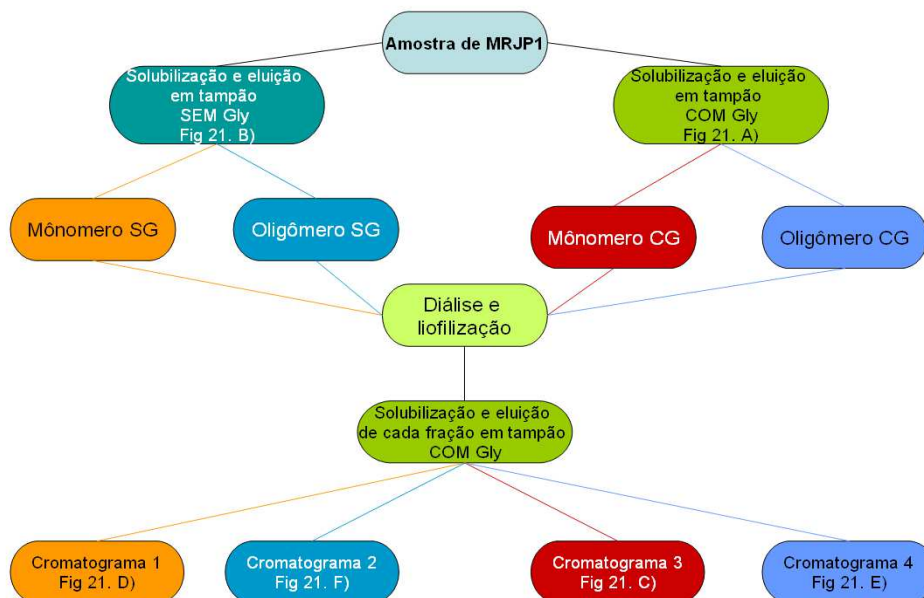 Amostra de MRJP1
Solubilização e eluição
em tampão
SEM Gly
Fig 21. B)
Solubilização e eluição
em tampão
COM Gly
Fig 21. A)
Mônomero SG
Oligômero SG
Mônomero CG
Oligômero CG
Diálise e
liofilização
Solubilização e eluição
de cada fração em tampão
COM Gly
Cromatograma 1
Fig 21. D)
Cromatograma 2
Fig 21. F)
Cromatograma 3
Fig 21. C)
Cromatograma 4
Fig 21. E)